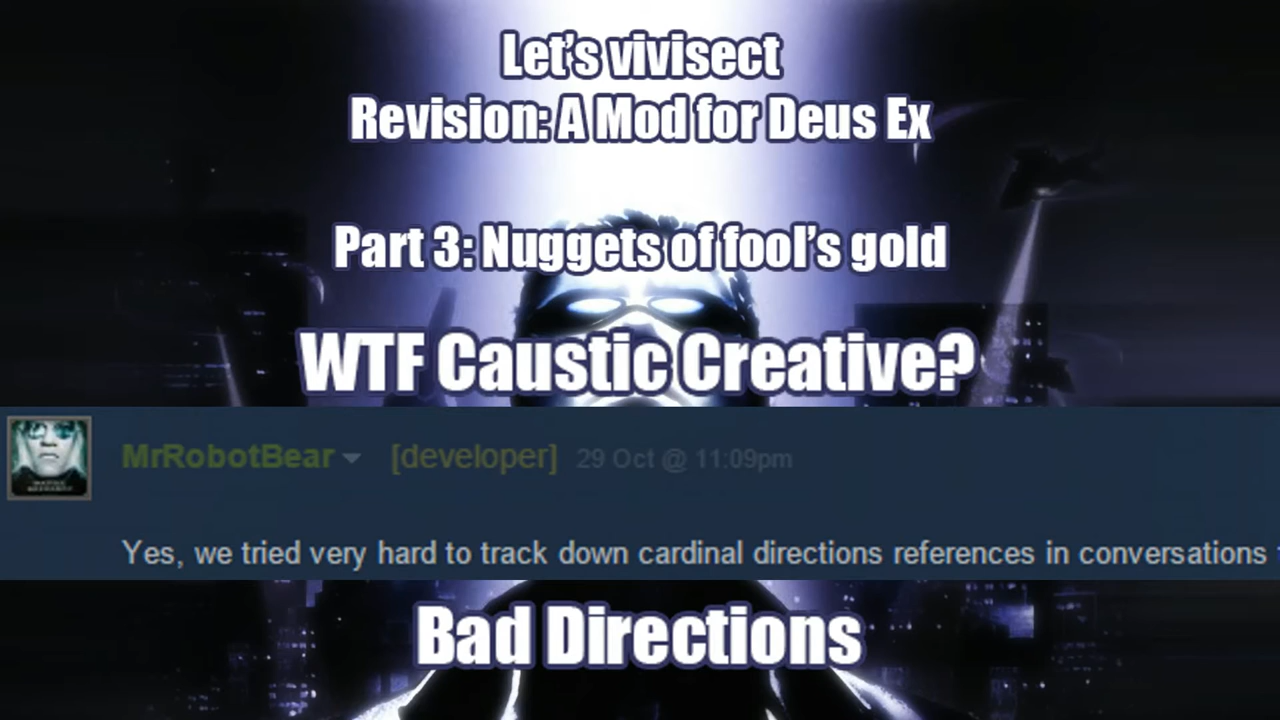 Let's vivisect
Revision: A Mod for Deus Ex
Part 3: Nuggets of fool's gold
WTF Caustic Creative?
MrRobotBear [developer] 29 Oct @ 11:09pm
Yes, we tried very hard to track down cardinal directions references in conversations
Bad Directions